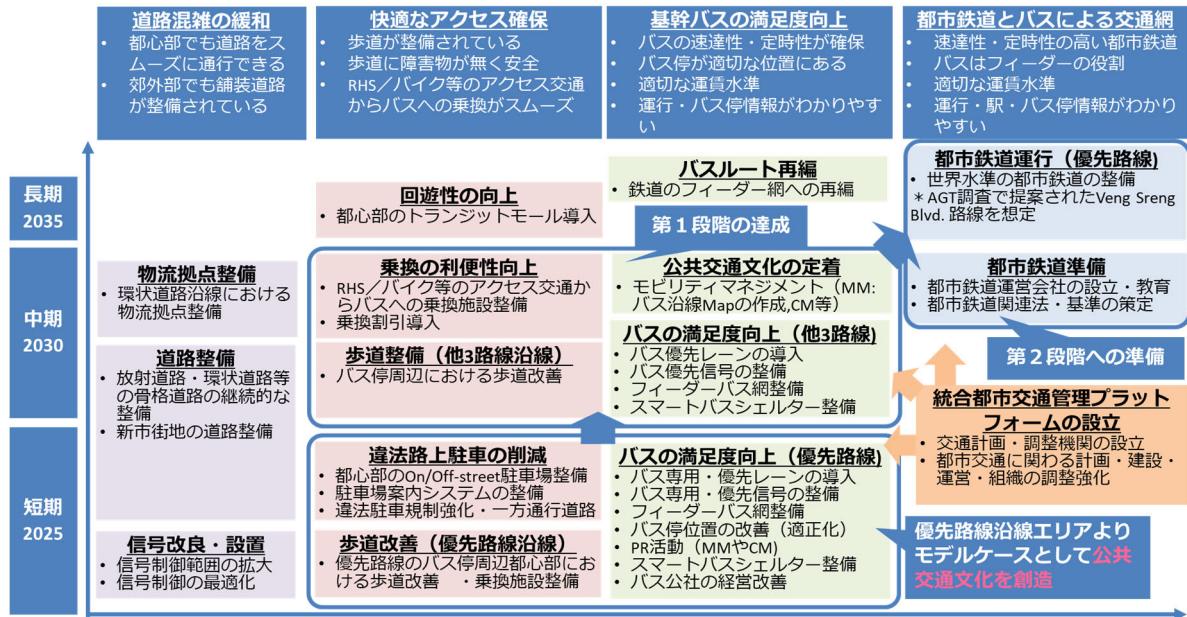 道路混雑の緩和
• 都心部でも道路をス
ムーズに通行できる
• 郊外部でも舗装道路
が整備されている
快適なアクセス確保
• 歩道が整備されている
• 歩道に障害物が無く安全
• RHS/バイク等のアクセス交通
からバスへの乗換がスムーズ
基幹バスの満足度向上
• バスの速達性・定時性が確保
• バス停が適切な位置にある
• 適切な運賃水準
• 運行・バス停情報がわかりやす
い
都市鉄道とバスによる交通網
• 速達性・定時性の高い都市鉄道
• バスはフィーダーの役割
• 適切な運賃水準
• 運行・駅・バス停情報がわかり
やすい
長期
2035
回遊性の向上
• 都心部のトランジットモール導入
バスルート再編
• 鉄道のフィーダー網への再編
第1段階の達成
都市鉄道運行(優先路線)
• 世界水準の都市鉄道の整備
*AGT調査で提案されたVeng Sreng
Blvd. 路線を想定
中期
2030
物流拠点整備
• 環状道路沿線における
物流拠点整備
道路整備
• 放射道路・環状道路等
の骨格道路の継続的な
整備
• 新市街地の道路整備
乗換の利便性向上
• RHS/バイク等のアクセス交通か
らバスへの乗換施設整備
• 乗換割引導入
歩道整備(他3路線沿線)
• バス停周辺における歩道改善
公共交通文化の定着
• モビリティマネジメント(MM:
バス沿線Mapの作成,CM等)
バスの満足度向上(他3路線)
• バス優先レーンの導入
• バス優先信号の整備
• フィーダーバス網整備
• スマートバスシェルター整備
都市鉄道準備
• 都市鉄道運営会社の設立・教育
• 都市鉄道関連法・基準の策定
第2段階への準備
統合都市交通管理プラット
フォームの設立
• 交通計画・調整機関の設立
• 都市交通に関わる計画・建設・
運営・組織の調整強化
短期
2025
信号改良・設置
• 信号制御範囲の拡大
• 信号制御の最適化
違法路上駐車の削減
• 都心部のOn/Off-street駐車場整備
• 駐車場案内システムの整備
• 違法駐車規制強化・一方通行道路
歩道改善(優先路線沿線)
• 優先路線のバス停周辺都心部にお
ける歩道改善 ・乗換施設整備
バスの満足度向上(優先路線)
• バス専用・優先レーンの導入
• バス専用・優先信号の整備
• フィーダーバス網整備
• バス停位置の改善(適正化)
• PR活動(MMやCM)
• スマートバスシェルター整備
• バス公社の経営改善
優先路線沿線エリアより
モデルケースとして公共
交通文化を創造